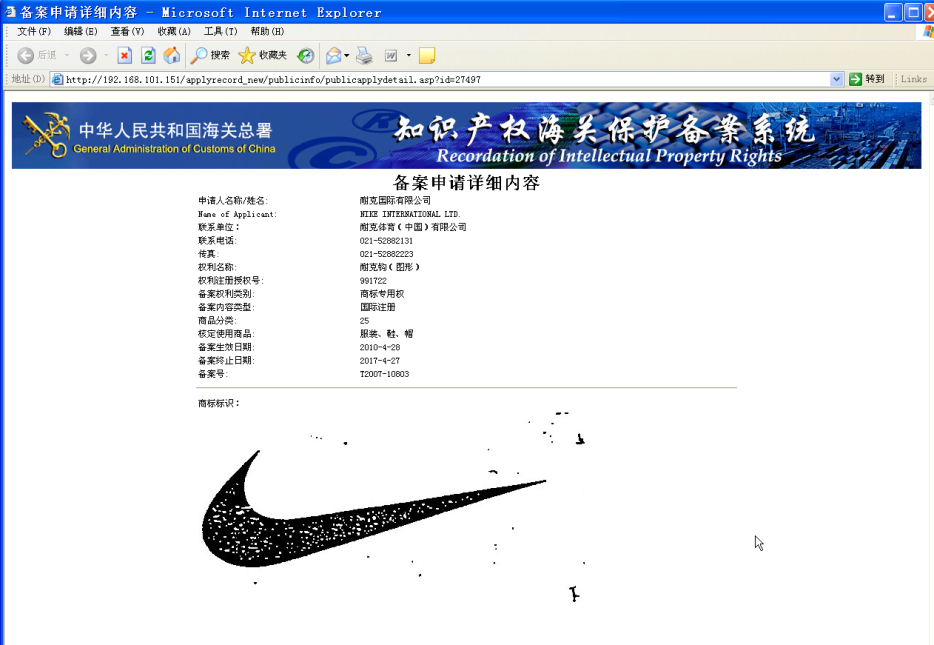 备案申请详细内容 - Microsoft Internet Explorer
文件(F) 编辑(E) 查看(V) 收藏(A) 工具(T) 帮助(H)
后退 搜索 收藏夹
地址(D) http://192.168.101.151/applyrecord_new/publicinfo/publicapplydetail.asp?id=27497 转到 Links
中华人民共和国海关总署
General Administration of Customs of China
知识产权海关保护备案系统
Recordation of Intellectual Property Rights
备案申请详细内容
申请人名称/姓名: 耐克国际有限公司
Name of Applicant: NIKE INTERNATIONAL LTD.
联系单位： 耐克体育（中国）有限公司
联系电话: 021-52882131
传真: 021-52882223
权利名称: 耐克钩（图形）
权利注册授权号: 991722
备案权利类别: 商标专用权
备案内容类型: 国际注册
商品分类: 25
核定使用商品: 服装、鞋、帽
备案生效日期: 2010-4-28
备案终止日期: 2017-4-27
备案号: T2007-10803
商标标识：